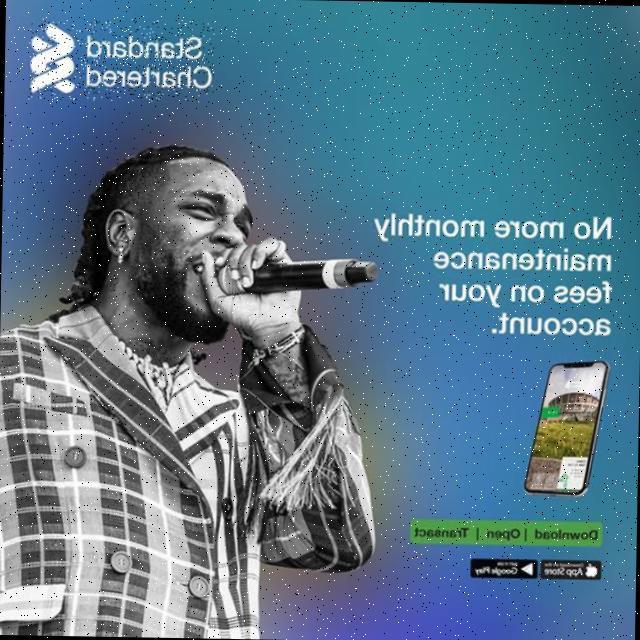 Standard
Chartered
No more monthly
maintenance
fees on your
account.
Download | Open | Transact
App Store
Google Play